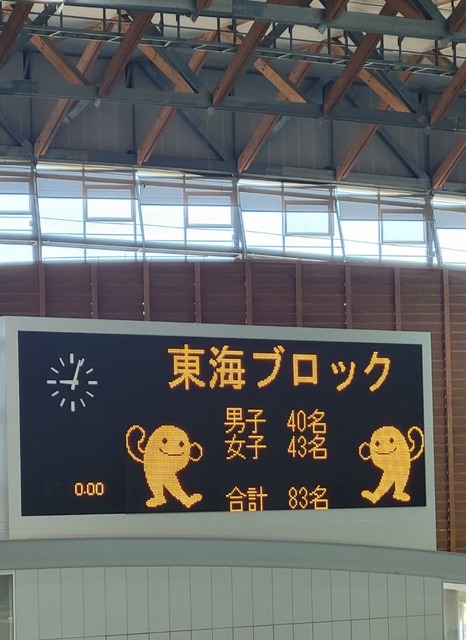 東海ブロック
男子 40名
女子 43名
合計 83名
0.00